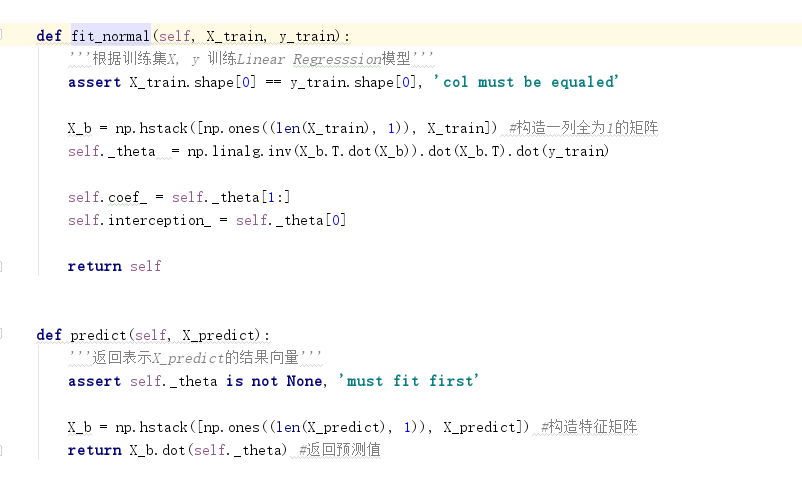 def fit_normal(self, X_train, y_train):
'''根据训练集X, y 训练Linear Regresssion模型'''
assert X_train.shape[0] == y_train.shape[0], 'col must be equaled'
X_b = np.hstack([np.ones((len(X_train), 1)), X_train]) #构造一列全为1的矩阵
self._theta = np.linalg.inv(X_b.T.dot(X_b)).dot(X_b.T).dot(y_train)
self.coef_ = self._theta[1:]
self.interception_ = self._theta[0]
return self
def predict(self, X_predict):
'''返回表示X_predict的结果向量'''
assert self._theta is not None, 'must fit first'
X_b = np.hstack([np.ones((len(X_predict), 1)), X_predict]) #构造特征矩阵
return X_b.dot(self._theta) #返回预测值